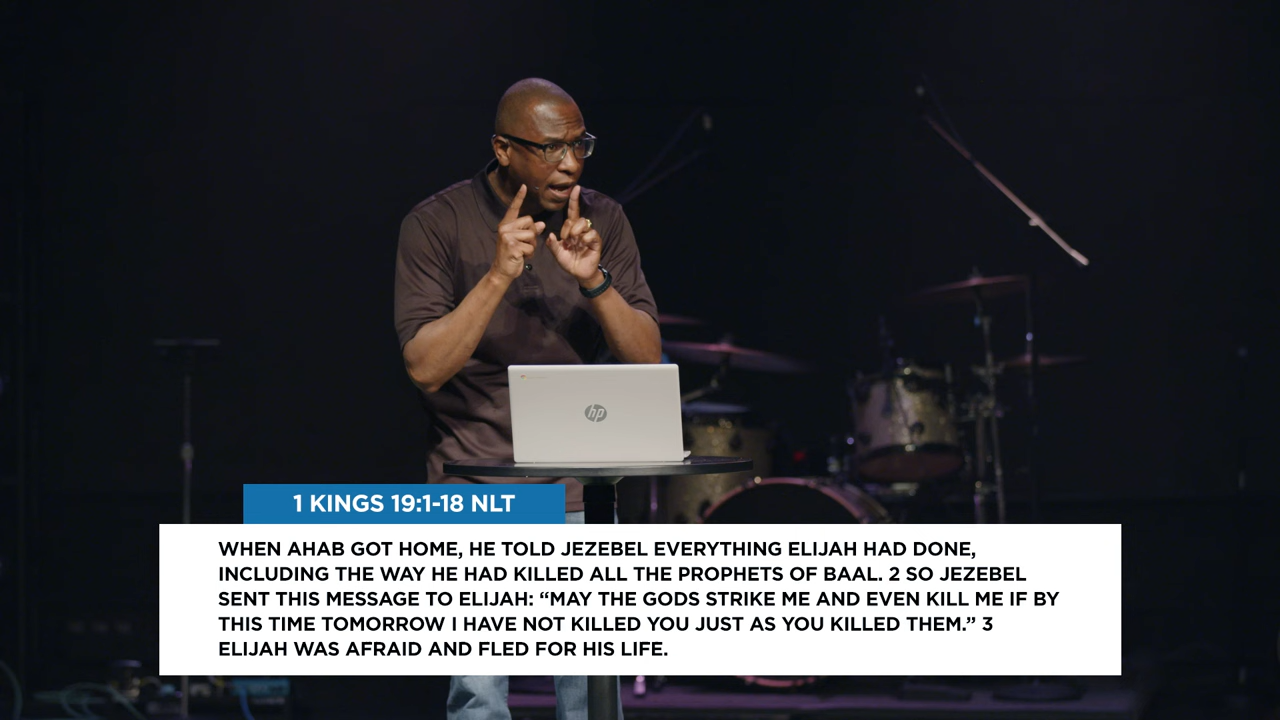 hp
1 KINGS 19:1-18 NLT
WHEN AHAB GOT HOME, HE TOLD JEZEBEL EVERYTHING ELIJAH HAD DONE,
INCLUDING THE WAY HE HAD KILLED ALL THE PROPHETS OF BAAL. 2 SO JEZEBEL
SENT THIS MESSAGE TO ELIJAH: “MAY THE GODS STRIKE ME AND EVEN KILL ME IF BY
THIS TIME TOMORROW I HAVE NOT KILLED YOU JUST AS YOU KILLED THEM.” 3
ELIJAH WAS AFRAID AND FLED FOR HIS LIFE.